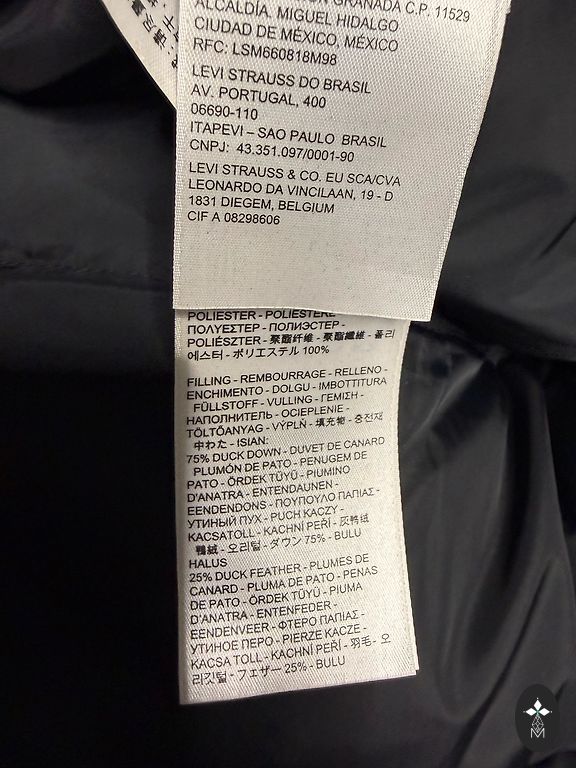 GRANADA C.P. 11529
ALCALDÍA. MIGUEL HIDALGO
CIUDAD DE MÉXICO, MÉXICO
RFC: LSM660818M98
LEVI STRAUSS DO BRASIL
AV. PORTUGAL, 400
06690-110
ITAPEVI – SAO PAULO BRASIL
CNPJ: 43.351.097/0001-90
LEVI STRAUSS & CO. EU SCA/CVA
LEONARDO DA VINCILAAN, 19 - D
1831 DIEGEM, BELGIUM
CIF A 08298606
POLIESTER - POLIESTERE -
ΠΟΛΥΕΣΤΕΡ - ПОЛИЭСТЕР -
POLIÉSZTER - 聚酯纤维 - 聚酯纖維 - 폴리
에스터 - ポリエステル 100%
FILLING - REMBOURRAGE - RELLENO -
ENCHIMENTO - DOLGU - IMBOTTITURA
FÜLLSTOFF - VULLING - ΓΕΜΙΣΗ -
НАПОЛНИТЕЛЬ - OCIEPLENIE -
TÖLTŐANYAG - VÝPLŇ - 填充物 - 충전재
中わた - ISIAN:
75% DUCK DOWN - DUVET DE CANARD
PLUMÓN DE PATO - PENUGEM DE
PATO - ÖRDEK TÜYÜ - PIUMINO
D'ANATRA - ENTENDAUNEN -
EENDENDONS - ΠΟΥΠΟΥΛΟ ΠΑΠΙΑΣ -
УТИНЫЙ ПУХ - PUCH KACZY -
KACSATOLL - KACHNÍ PEŘÍ - 灰鸭绒
鴨絨 - 오리털 - ダウン 75% - BULU
HALUS
25% DUCK FEATHER - PLUMES DE
CANARD - PLUMA DE PATO - PENAS
DE PATO - ÖRDEK TÜYÜ - PIUMA
D'ANATRA - ENTENFEDER -
EENDENVEER - ΦΤΕΡΟ ΠΑΠΙΑΣ -
УТИНОЕ ПЕРО - PIERZE KACZE -
KACSA TOLL - KACHNÍ PEŘÍ - 羽毛 - 오
리깃털 - フェザー 25% - BULU
M